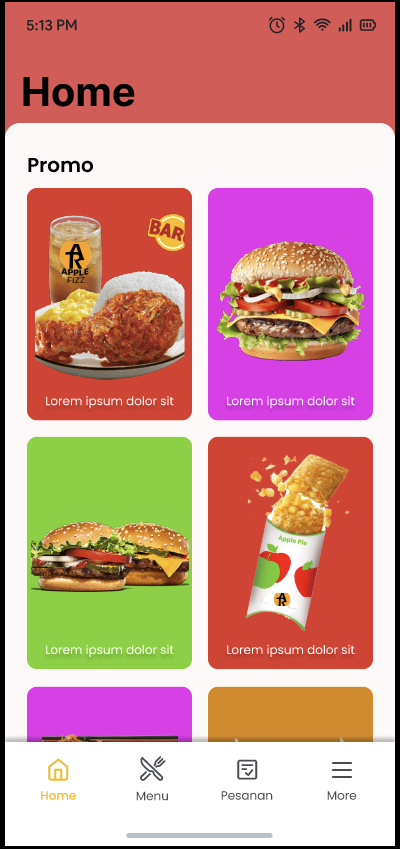 5:13 PM
Home
Promo
BAR
AR
APPLE
FIZZ
Lorem ipsum dolor sit
Lorem ipsum dolor sit
Apple Pie
AR
Lorem ipsum dolor sit
Lorem ipsum dolor sit
Home
Menu
Pesanan
More